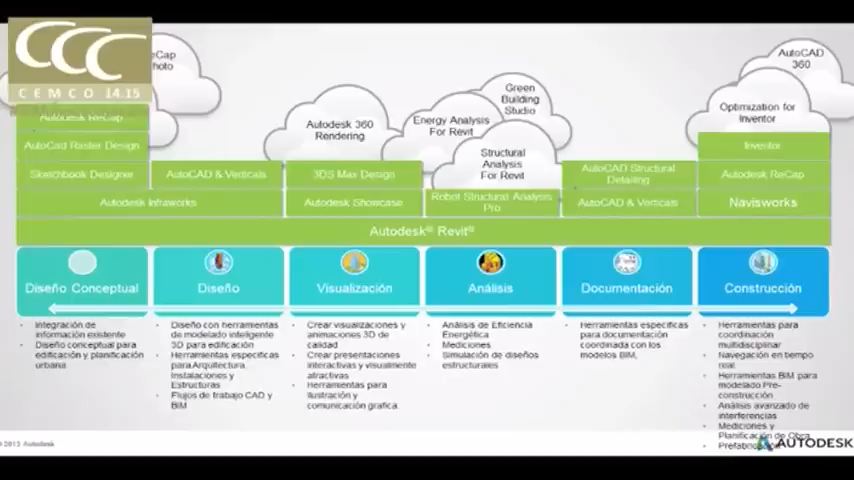 CCC
CEMCO 14.15
ReCap
Photo
AutoCAD
360
Green
Building
Studio
Autodesk 360
Rendering
Energy Analysis
For Revit
Optimization for
Inventor
Structural
Analysis
For Revit
Autodesk ReCap
AutoCad Raster Design
Inventor
Sketchbook Designer
AutoCAD & Verticals
3DS Max Design
AutoCAD Structural
Detailing
Autodesk ReCap
Autodesk Infraworks
Autodesk Showcase
Robot Structural Analysis
Pro
AutoCAD & Verticals
Navisworks
Autodesk® Revit®
Diseño Conceptual
Diseño
Visualización
Análisis
Documentación
Construcción
• Integración de
información existente
• Diseño conceptual para
edificación y planificación
urbana
• Diseño con herramientas
de modelado inteligente
3D para edificación
• Herramientas especificas
para Arquitectura,
Instalaciones y
Estructuras
• Flujos de trabajo CAD y
BIM
• Crear visualizaciones y
animaciones 3D de
calidad
• Crear presentaciones
interactivas y visualmente
atractivas
• Herramientas para
Ilustración y
comunicación grafica.
• Análisis de Eficiencia
Energética
• Mediciones
• Simulación de diseños
estructurales
• Herramientas especificas
para documentación
coordinada con los
modelos BIM,
• Herramientas para
coordinación
multidisciplinar
• Navegación en tiempo
real
• Herramientas BIM para
modelado Pre-
construcción
• Análisis avanzado de
interferencias
• Mediciones y
Planificación de Obra
© 2013 Autodesk
AUTODESK